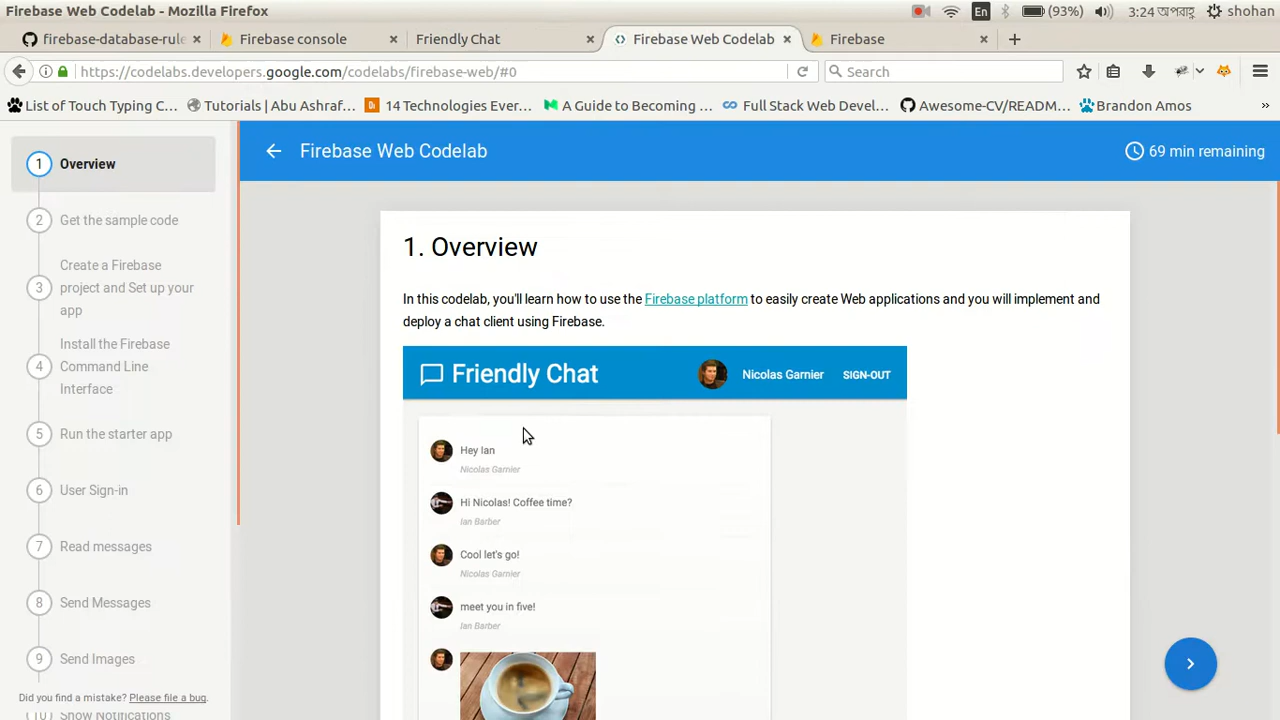 Firebase Web Codelab - Mozilla Firefox
En (93%) 3:24 অপরাহ্ন shohan
firebase-database-rule Firebase console Friendly Chat Firebase Web Codelab Firebase
https://codelabs.developers.google.com/codelabs/firebase-web/#0 Search
List of Touch Typing C... Tutorials | Abu Ashraf... 14 Technologies Ever... A Guide to Becoming ... Full Stack Web Devel... Awesome-CV/READM... Brandon Amos »
Firebase Web Codelab 69 min remaining
1 Overview
2 Get the sample code
3 Create a Firebase
project and Set up your
app
4 Install the Firebase
Command Line
Interface
5 Run the starter app
6 User Sign-in
7 Read messages
8 Send Messages
9 Send Images
Did you find a mistake? Please file a bug.
(10) Show Notifications
1. Overview
In this codelab, you'll learn how to use the Firebase platform to easily create Web applications and you will implement and
deploy a chat client using Firebase.
Friendly Chat Nicolas Garnier SIGN-OUT
Hey Ian
Nicolas Garnier
Hi Nicolas! Coffee time?
Ian Barber
Cool let's go!
Nicolas Garnier
meet you in five!
Ian Barber